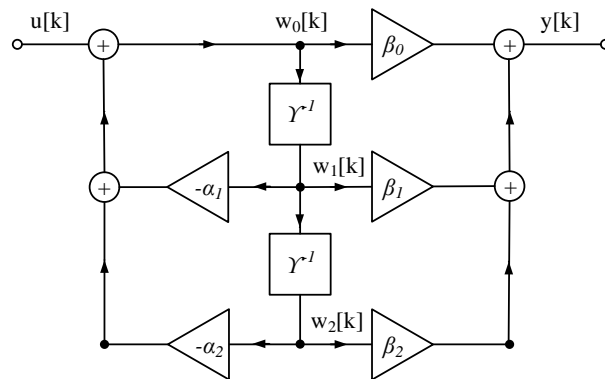 u[k] w₀[k] y[k]
+ β₀ +
ϒ⁻¹
+ -α₁ w₁[k] β₁ +
ϒ⁻¹
w₂[k]
-α₂ β₂